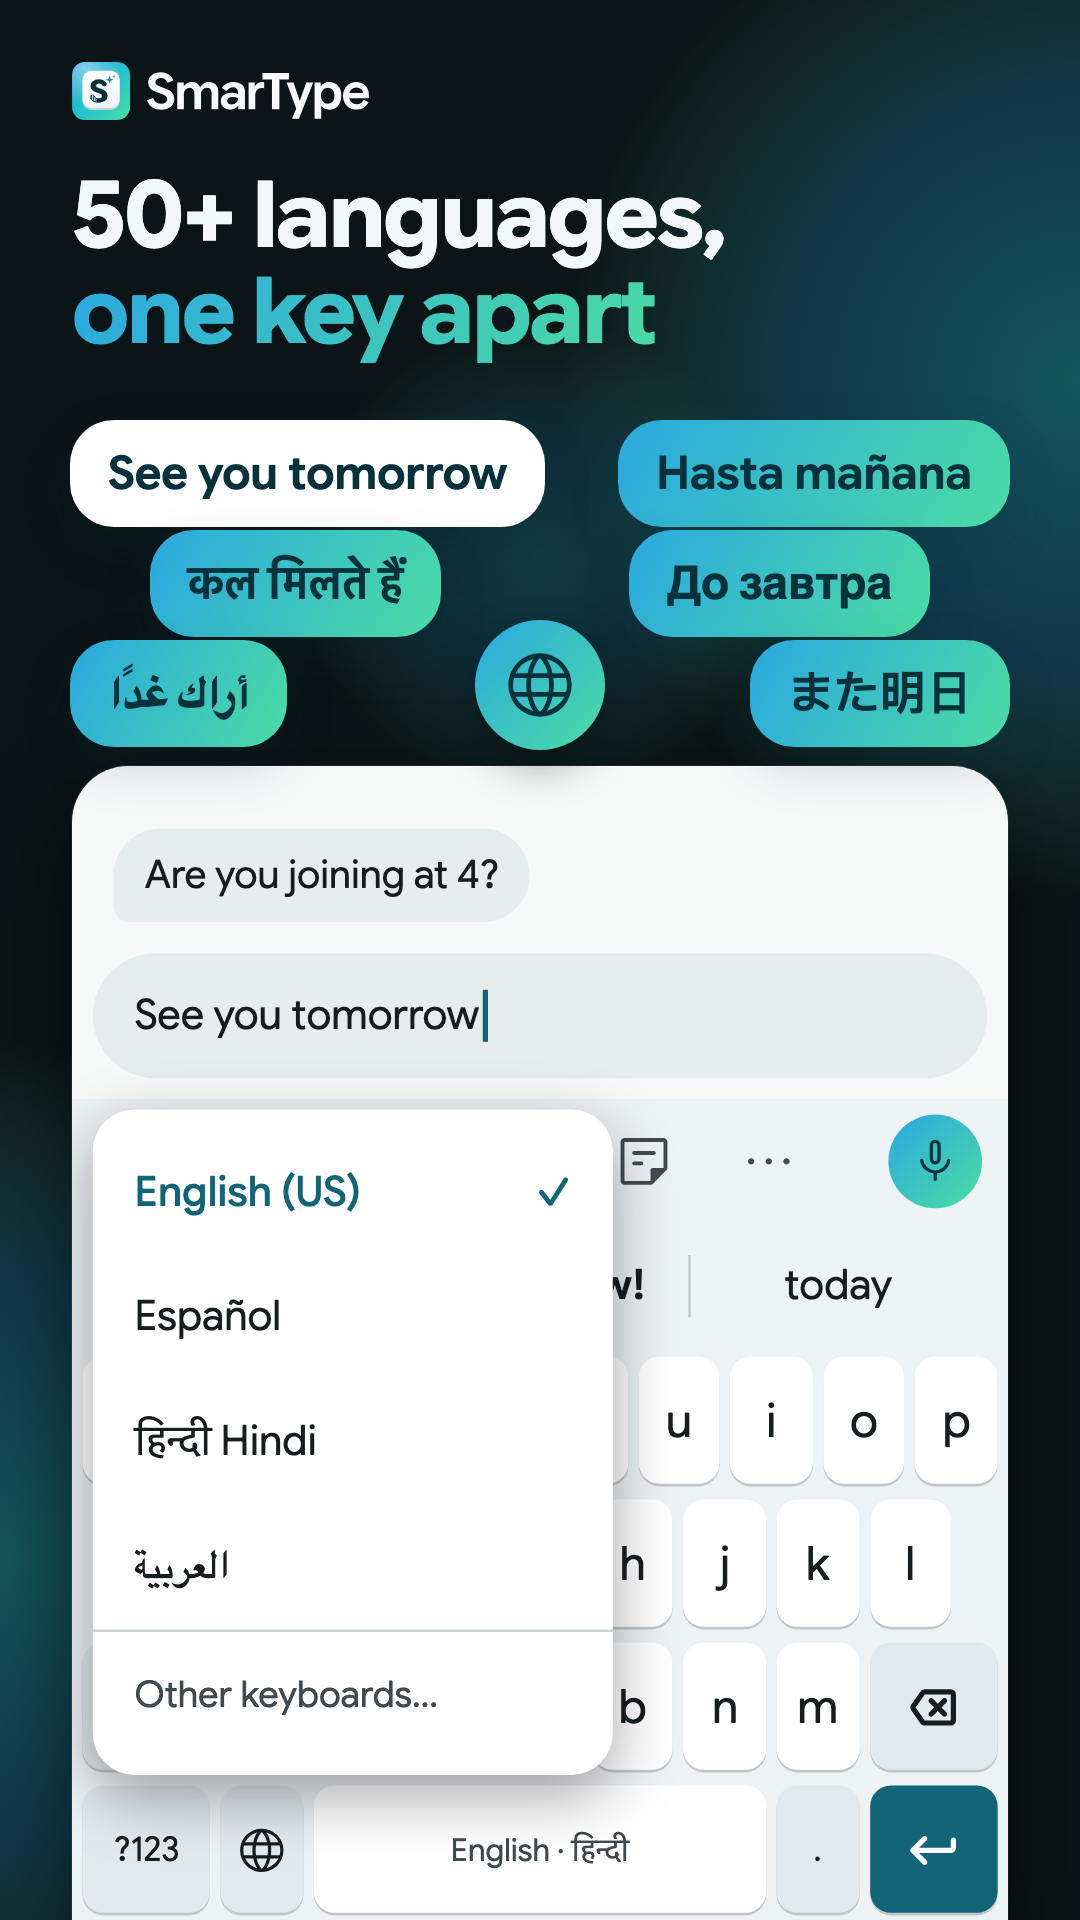 SmarType
50+ languages,
one key apart
See you tomorrow
Hasta mañana
कल मिलते हैं
До завтра
أراك غدًا
また明日
Are you joining at 4?
See you tomorrow
English (US)
Español
हिन्दी Hindi
العربية
Other keyboards...
w!
today
u i o p
h j k l
b n m
?123
English · हिन्दी
.